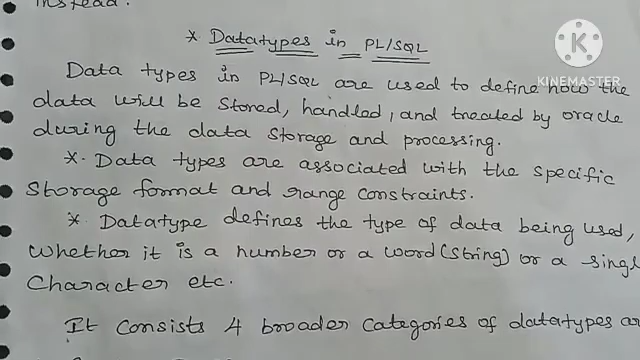 instead.
* Datatypes in PL/SQL
K
KINEMASTER
Data types in PL/SQL are used to define how the
data will be stored, handled, and treated by oracle
during the data storage and processing.
*. Data types are associated with the specific
storage format and range constraints.
* Datatype defines the type of data being used,
whether it is a number or a word(string) or a singl
character etc.
It consists 4 broader categories of datatypes ar